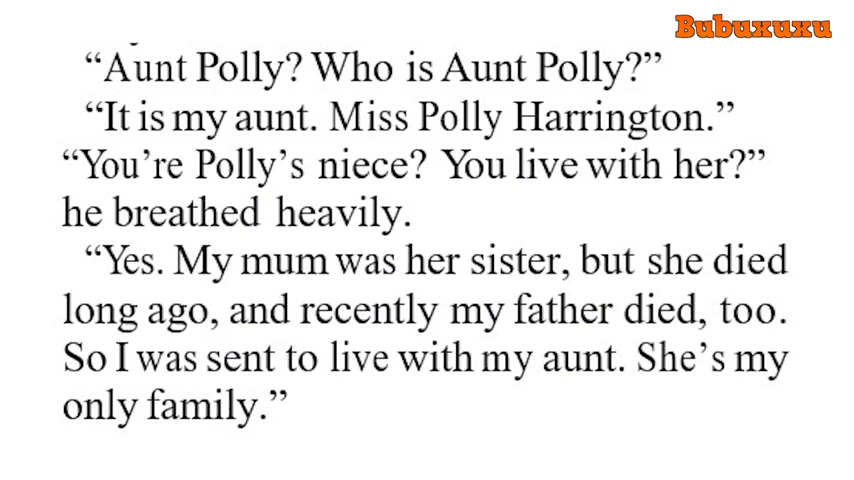 Bubuxuxu
“Aunt Polly? Who is Aunt Polly?”
“It is my aunt. Miss Polly Harrington.”
“You’re Polly’s niece? You live with her?”
he breathed heavily.
“Yes. My mum was her sister, but she died
long ago, and recently my father died, too.
So I was sent to live with my aunt. She’s my
only family.”